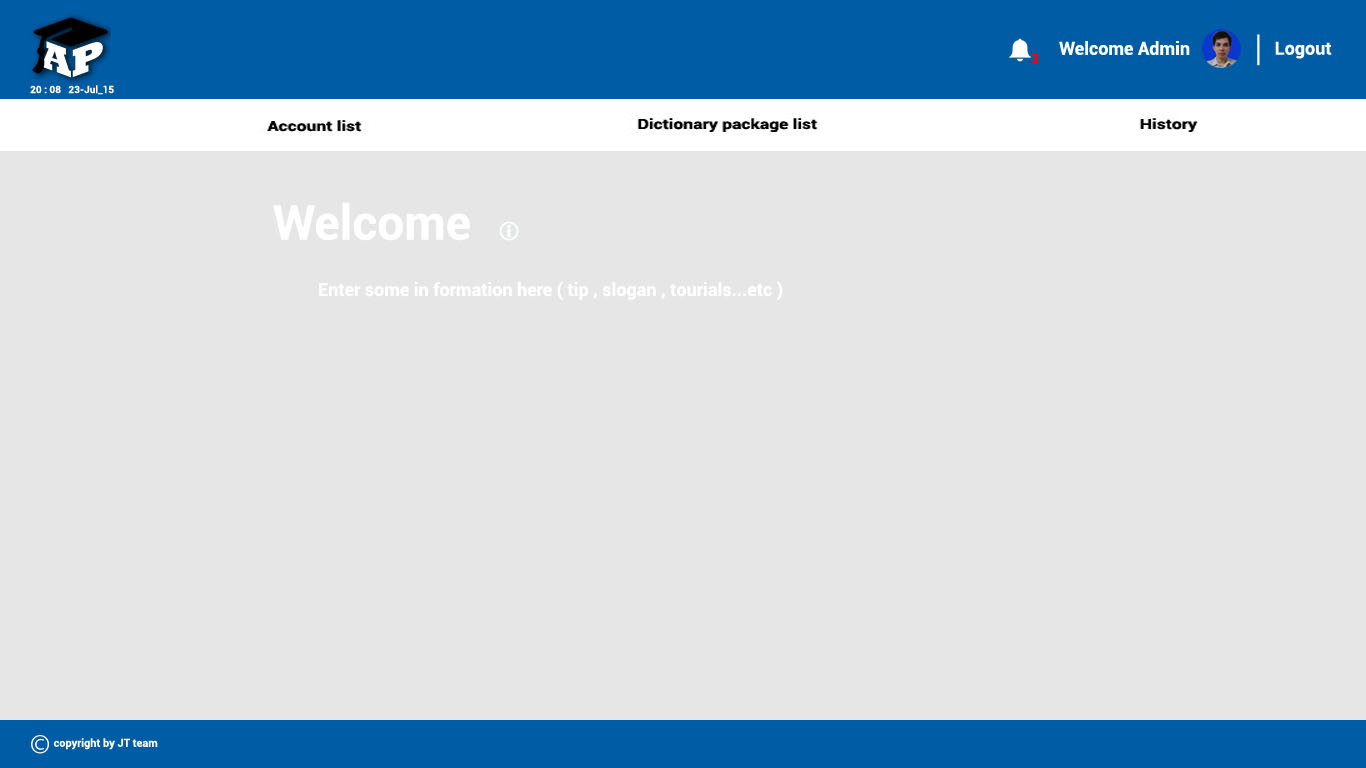 AP
20 : 08 23-Jul_15
3
Welcome Admin
Logout
Account list
Dictionary package list
History
Welcome
Enter some in formation here ( tip , slogan , tourials...etc )
© copyright by JT team